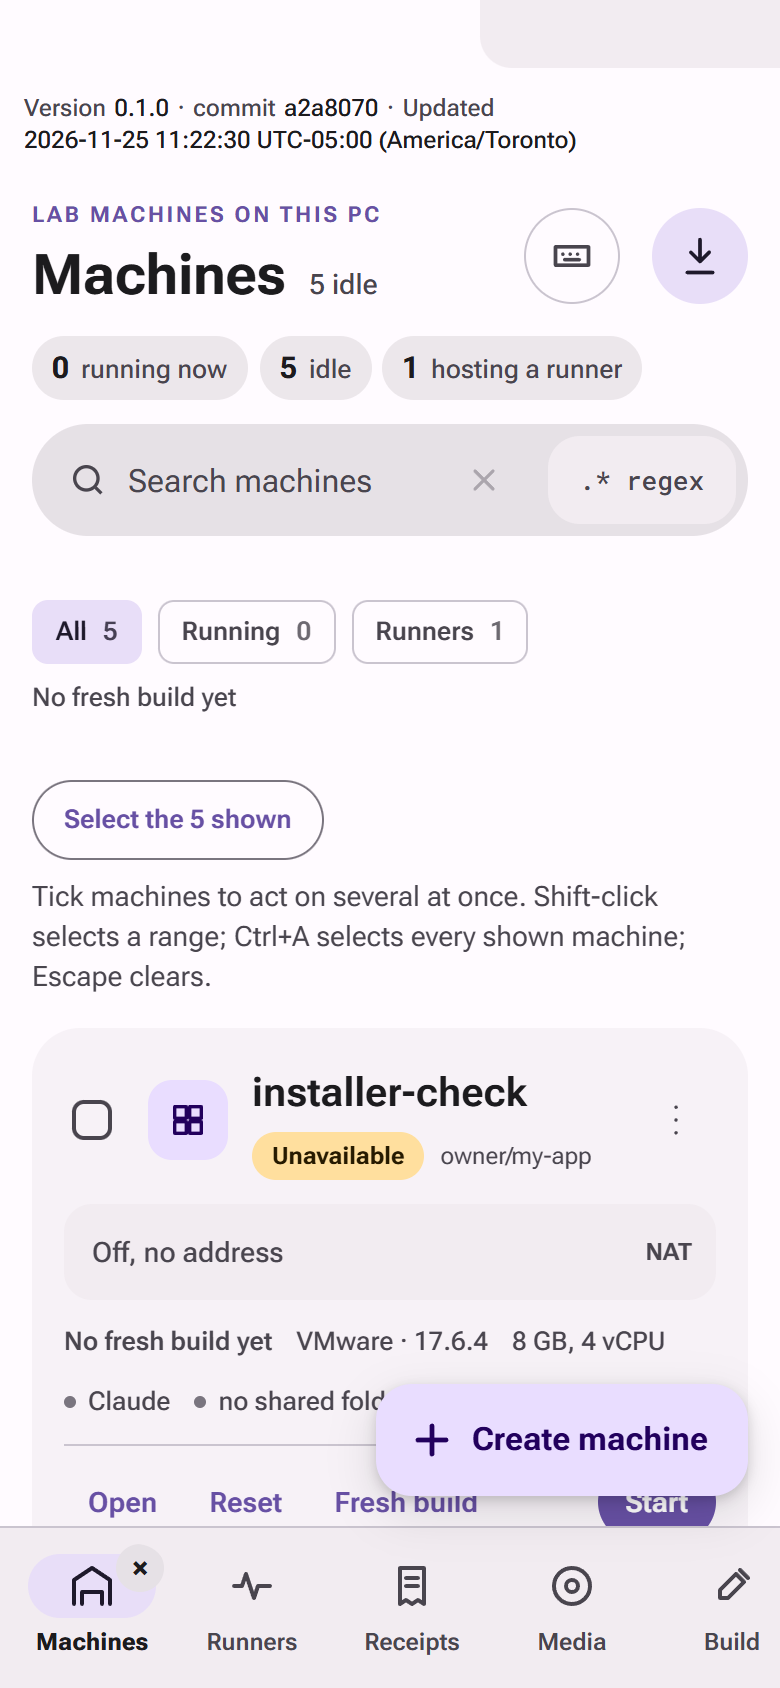 Version 0.1.0 · commit a2a8070 · Updated
2026-11-25 11:22:30 UTC-05:00 (America/Toronto)
LAB MACHINES ON THIS PC
Machines 5 idle
0 running now 5 idle 1 hosting a runner
Search machines .* regex
All 5 Running 0 Runners 1
No fresh build yet
Select the 5 shown
Tick machines to act on several at once. Shift-click
selects a range; Ctrl+A selects every shown machine;
Escape clears.
installer-check
Unavailable owner/my-app
Off, no address NAT
No fresh build yet VMware · 17.6.4 8 GB, 4 vCPU
Claude no shared fold
Create machine
Open Reset Fresh build Start
Machines Runners Receipts Media Build